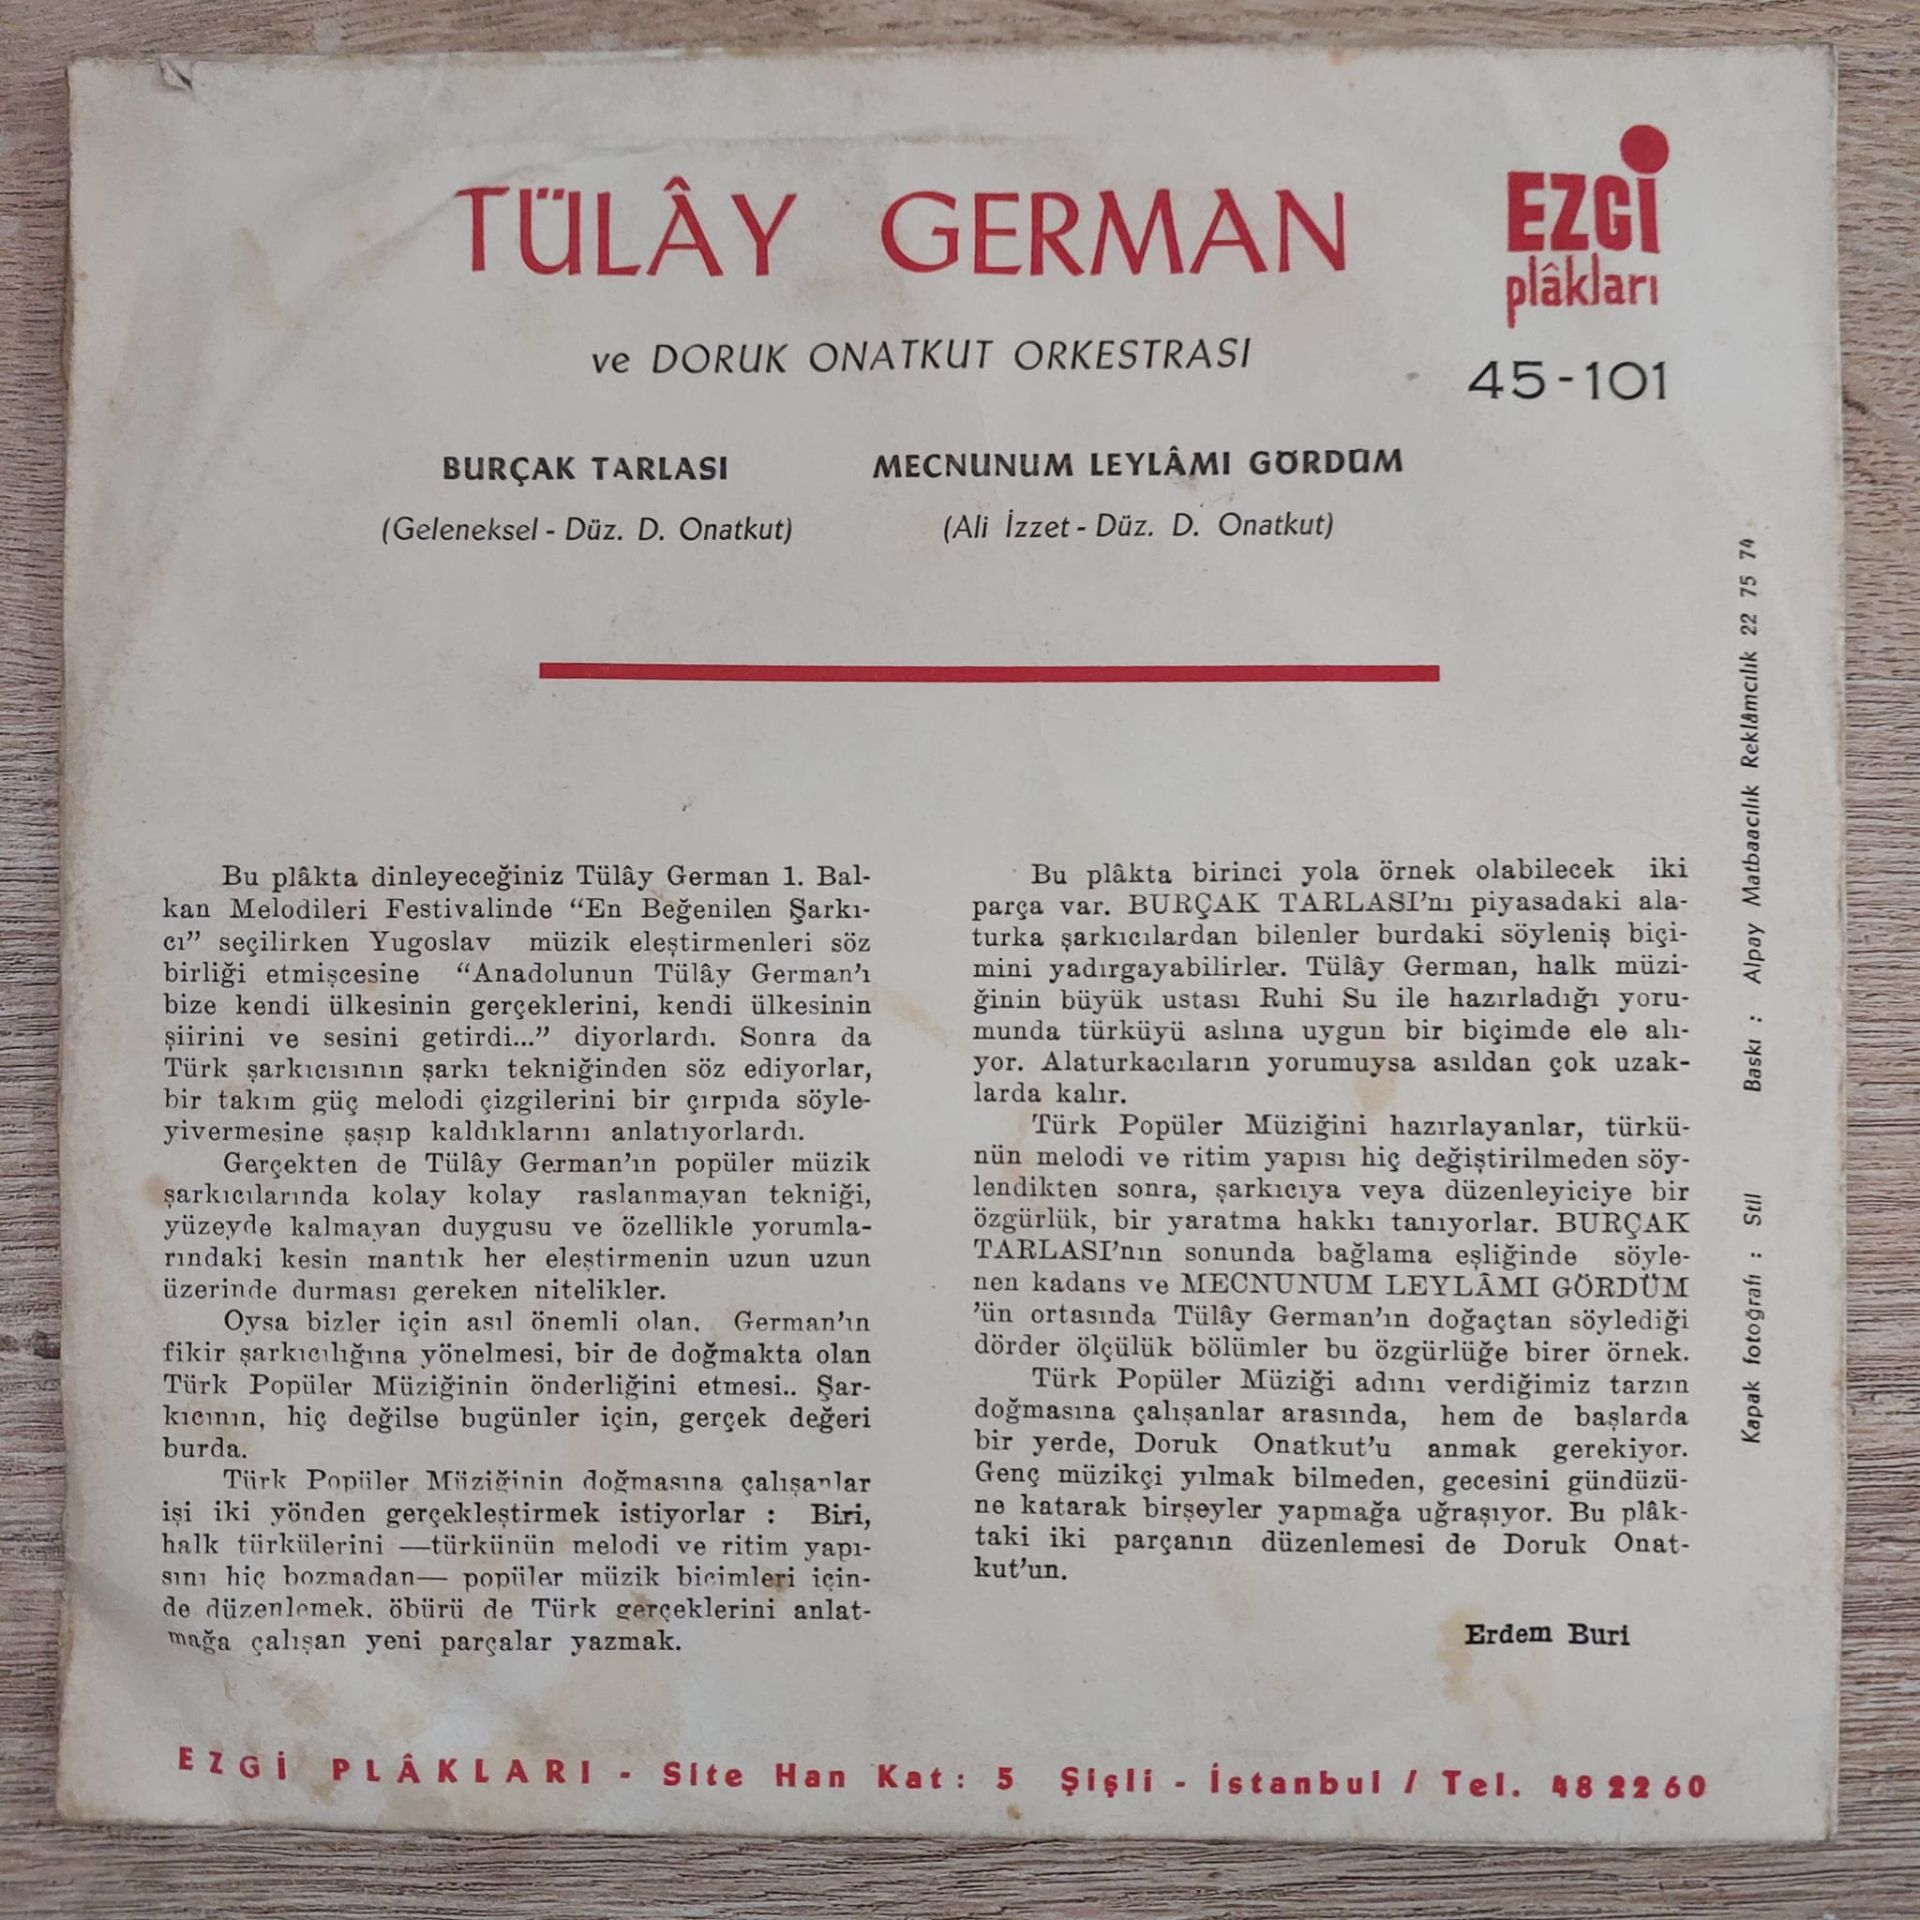 TÜLÂY GERMAN
EZGİ
plâkları
ve DORUK ONATKUT ORKESTRASI
45-101
BURÇAK TARLASI
(Geleneksel - Düz. D. Onatkut)
MECNUNUM LEYLÂMI GÖRDÜM
(Ali İzzet - Düz. D. Onatkut)
Bu plâkta dinleyeceğiniz Tülây German 1. Bal-
kan Melodileri Festivalinde “En Beğenilen Şarkı-
cı” seçilirken Yugoslav müzik eleştirmenleri söz
birliği etmişcesine “Anadolunun Tülây German’ı
bize kendi ülkesinin gerçeklerini, kendi ülkesinin
şiirini ve sesini getirdi...” diyorlardı. Sonra da
Türk şarkıcısının şarkı tekniğinden söz ediyorlar,
bir takım güç melodi çizgilerini bir çırpıda söyle-
yivermesine şaşıp kaldıklarını anlatıyorlardı.
Gerçekten de Tülây German’ın popüler müzik
şarkıcılarında kolay kolay raslanmayan tekniği,
yüzeyde kalmayan duygusu ve özellikle yorumla-
rındaki kesin mantık her eleştirmenin uzun uzun
üzerinde durması gereken nitelikler.
Oysa bizler için asıl önemli olan, German’ın
fikir şarkıcılığına yönelmesi, bir de doğmakta olan
Türk Popüler Müziğinin önderliğini etmesi.. Şar-
kıcının, hiç değilse bugünler için, gerçek değeri
burda.
Türk Popüler Müziğinin doğmasına çalışanlar
işi iki yönden gerçekleştirmek istiyorlar : Biri,
halk türkülerini —türkünün melodi ve ritim yapı-
sını hiç bozmadan— popüler müzik biçimleri için-
de düzenlemek, öbürü de Türk gerçeklerini anlat-
mağa çalışan yeni parçalar yazmak.
Bu plâkta birinci yola örnek olabilecek iki
parça var. BURÇAK TARLASI’nı piyasadaki ala-
turka şarkıcılardan bilenler burdaki söyleniş biçi-
mini yadırgayabilirler. Tülây German, halk müzi-
ğinin büyük ustası Ruhi Su ile hazırladığı yoru-
munda türküyü aslına uygun bir biçimde ele alı-
yor. Alaturkacıların yorumuysa asıldan çok uzak-
larda kalır.
Türk Popüler Müziğini hazırlayanlar, türkü-
nün melodi ve ritim yapısı hiç değiştirilmeden söy-
lendikten sonra, şarkıcıya veya düzenleyiciye bir
özgürlük, bir yaratma hakkı tanıyorlar. BURÇAK
TARLASI’nın sonunda bağlama eşliğinde söyle-
nen kadans ve MECNUNUM LEYLÂMI GÖRDÜM
’ün ortasında Tülây German’ın doğaçtan söylediği
dörder ölçülük bölümler bu özgürlüğe birer örnek.
Türk Popüler Müziği adını verdiğimiz tarzın
doğmasına çalışanlar arasında, hem de başlarda
bir yerde, Doruk Onatkut’u anmak gerekiyor.
Genç müzikçi yılmak bilmeden, gecesini gündüzü-
ne katarak birşeyler yapmağa uğraşıyor. Bu plâk-
taki iki parçanın düzenlemesi de Doruk Onat-
kut’un.
Erdem Buri
Kapak fotoğrafı : Stil Baskı : Alpay Matbaacılık Reklâmcılık 22 75 74
EZGİ PLÂKLARI - Site Han Kat: 5 Şişli - İstanbul / Tel. 48 22 60